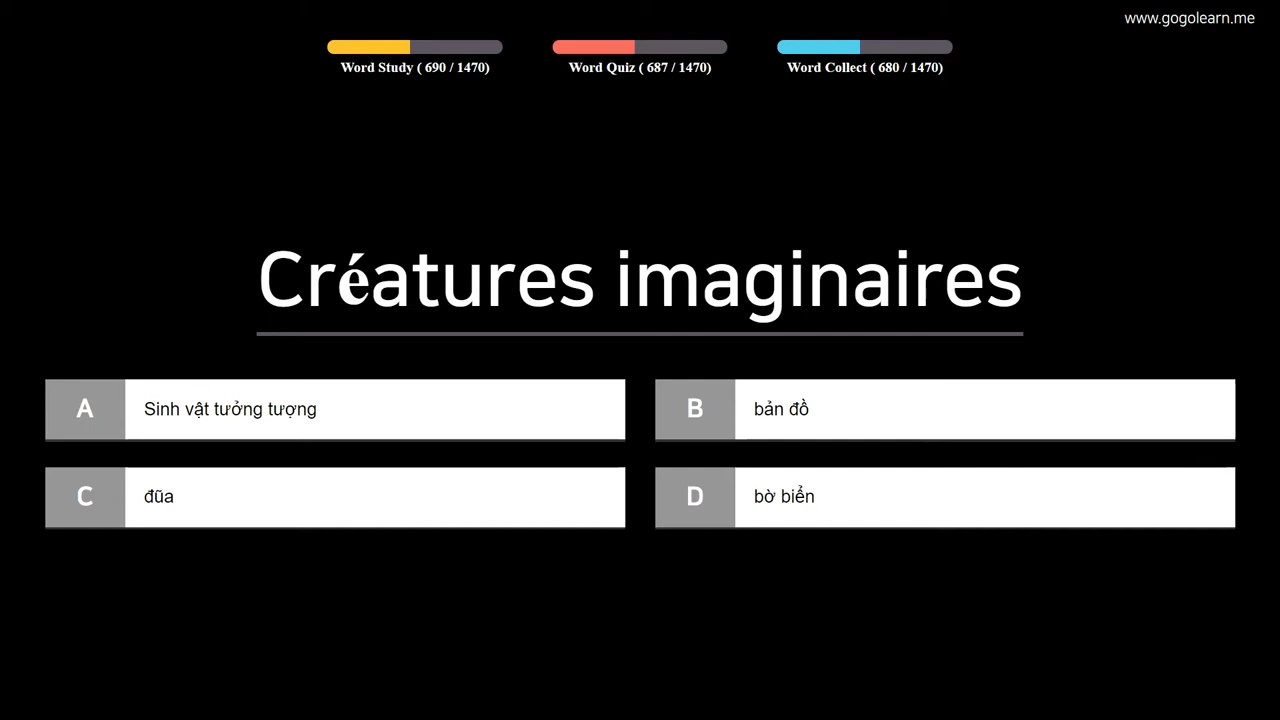 www.gogolearn.me
Word Study ( 690 / 1470)
Word Quiz ( 687 / 1470)
Word Collect ( 680 / 1470)
Créatures imaginaires
A Sinh vật tưởng tượng
B bản đồ
C đũa
D bờ biển